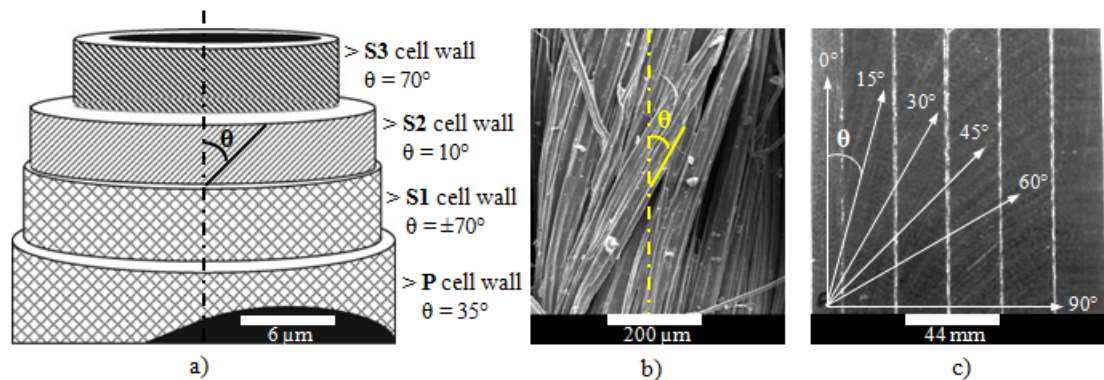 > S3 cell wall
θ = 70°
> S2 cell wall
θ = 10°
θ
> S1 cell wall
θ = ±70°
> P cell wall
θ = 35°
6 μm
a)
θ
200 μm
b)
0°
15°
30°
45°
60°
90°
θ
44 mm
c)